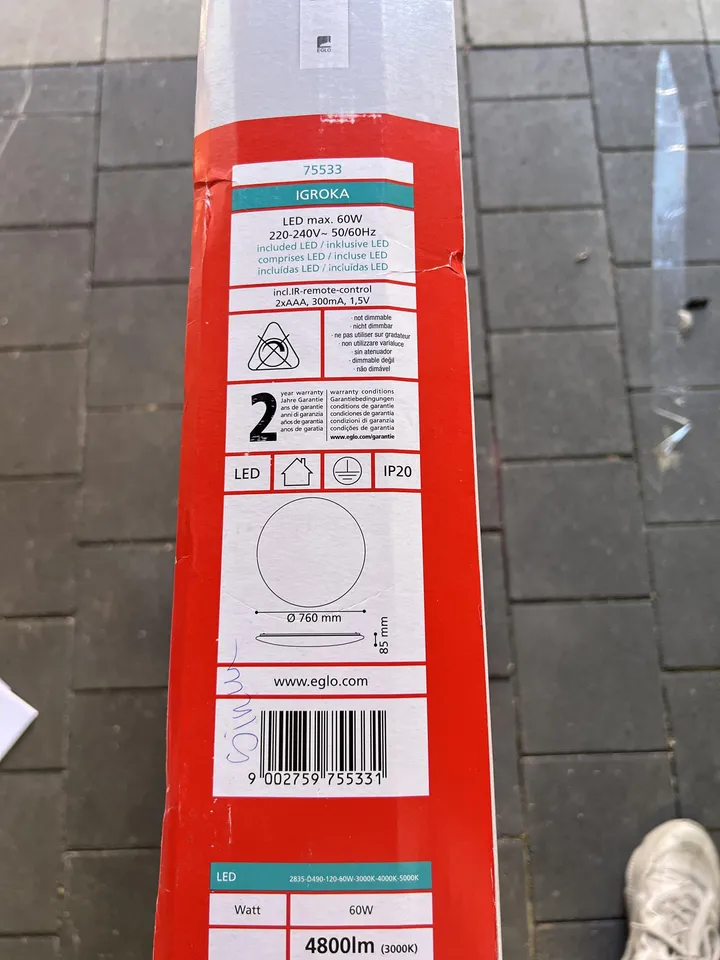 EGLO
75533
IGROKA
LED max. 60W
220-240V~ 50/60Hz
included LED / inklusive LED
comprises LED / incluse LED
incluídas LED / incluídas LED
incl.IR-remote-control
2xAAA, 300mA, 1,5V
· not dimmable
· nicht dimmbar
· ne pas utiliser sur gradateur
· non utilizzare varialuce
· sin atenuador
· dimmable değil
· não dimável
2
year warranty
Jahre Garantie
ans de garantie
anni di garanzia
años de garantía
anos de garatia
warranty conditions
Garantiebedingungen
conditions de garantie
condiciones de garantía
condizioni di garanzia
condições de garantia
www.eglo.com/garantie
LED
IP20
Ø 760 mm
85 mm
www.eglo.com
9 002759 755331
LED
2835-D490-120-60W-3000K-4000K-5000K
Watt
60W
4800lm (3000K)